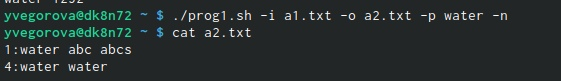 yvegorova@dk8n72 ~ $ ./prog1.sh -i a1.txt -o a2.txt -p water -n
yvegorova@dk8n72 ~ $ cat a2.txt
1:water abc abcs
4:water water